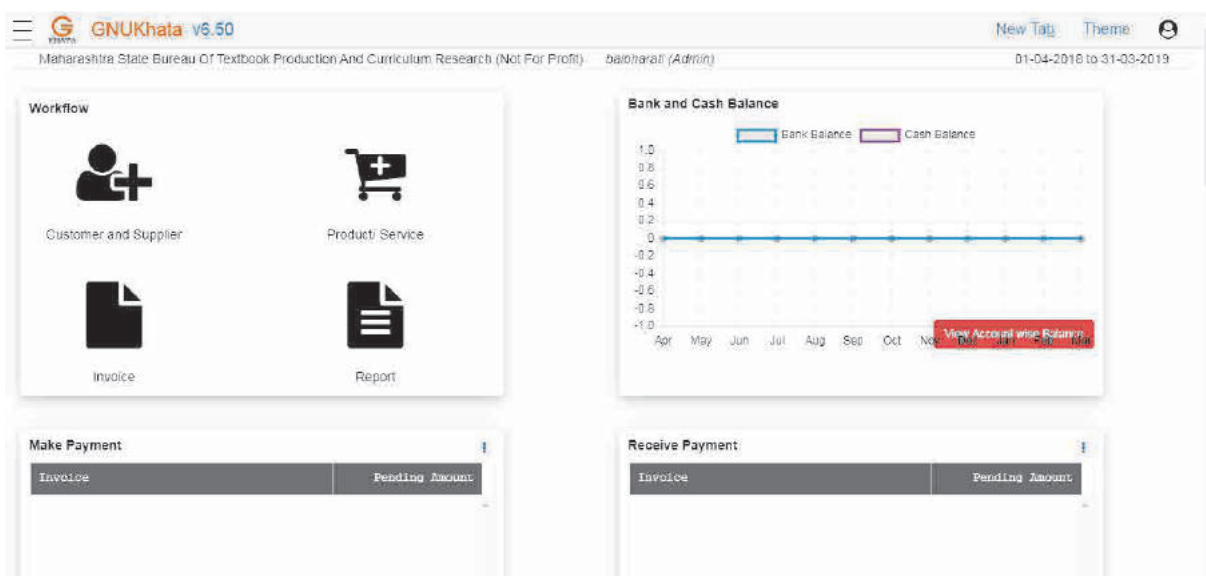 GNUKhata v6.50
New Tab Theme
Maharashtra State Bureau Of Textbook Production And Curriculum Research (Not For Profit) balbharati (Admin) 01-04-2018 to 31-03-2019
Workflow
Customer and Supplier
Product/ Service
Invoice
Report
Bank and Cash Balance
Bank Balance Cash Balance
1.0
0.8
0.6
0.4
0.2
0
-0.2
-0.4
-0.6
-0.8
-1.0
View Account wise Balance
Apr May Jun Jul Aug Sep Oct Nov Dec Jan Feb Mar
Make Payment
Invoice Pending Amount
Receive Payment
Invoice Pending Amount